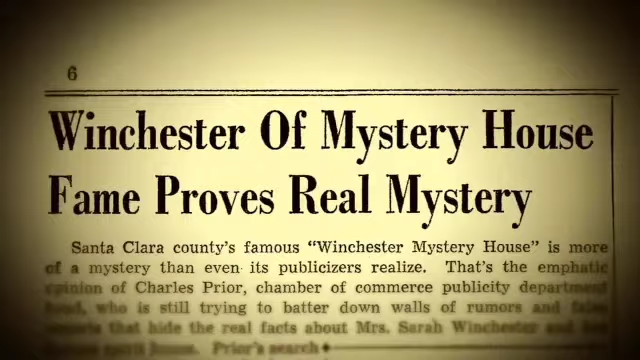 6
Winchester Of Mystery House
Fame Proves Real Mystery
Santa Clara county's famous “Winchester Mystery House” is more
of a mystery than even its publicizers realize. That's the emphatic
opinion of Charles Prior, chamber of commerce publicity department
head, who is still trying to batter down walls of rumors and false
reports that hide the real facts about Mrs. Sarah Winchester and her
spirit house. Prior's search